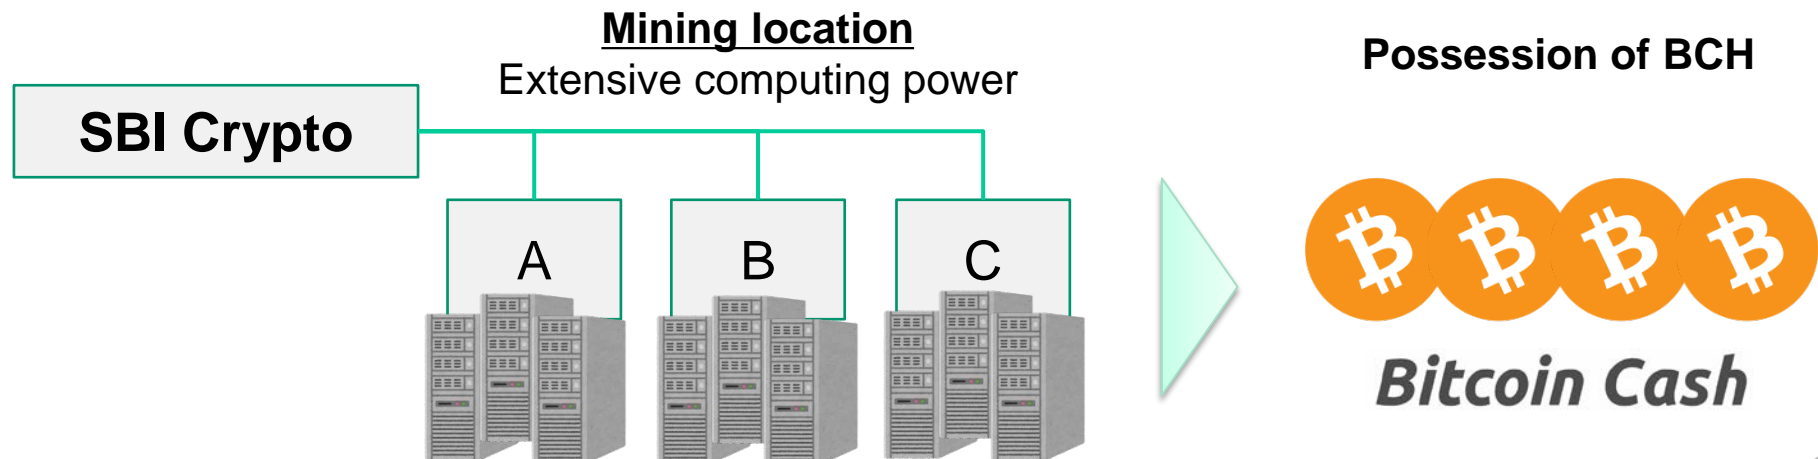 Mining location
Extensive computing power
Possession of BCH
SBI Crypto
A
B
C
Bitcoin Cash